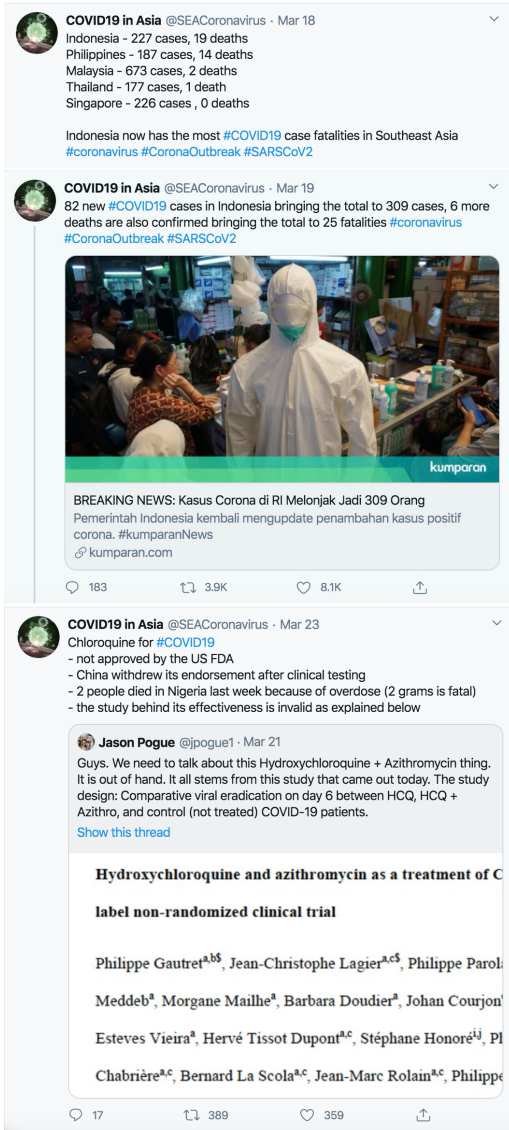 COVID19 in Asia @SEACoronavirus · Mar 18
Indonesia - 227 cases, 19 deaths
Philippines - 187 cases, 14 deaths
Malaysia - 673 cases, 2 deaths
Thailand - 177 cases, 1 death
Singapore - 226 cases , 0 deaths
Indonesia now has the most #COVID19 case fatalities in Southeast Asia
#coronavirus #CoronaOutbreak #SARSCoV2
COVID19 in Asia @SEACoronavirus · Mar 19
82 new #COVID19 cases in Indonesia bringing the total to 309 cases, 6 more
deaths are also confirmed bringing the total to 25 fatalities #coronavirus
#CoronaOutbreak #SARSCoV2
kumparan
BREAKING NEWS: Kasus Corona di RI Melonjak Jadi 309 Orang
Pemerintah Indonesia kembali mengupdate penambahan kasus positif
corona. #kumparanNews
kumparan.com
183 3.9K 8.1K
COVID19 in Asia @SEACoronavirus · Mar 23
Chloroquine for #COVID19
- not approved by the US FDA
- China withdrew its endorsement after clinical testing
- 2 people died in Nigeria last week because of overdose (2 grams is fatal)
- the study behind its effectiveness is invalid as explained below
Jason Pogue @jpogue1 · Mar 21
Guys. We need to talk about this Hydroxychloroquine + Azithromycin thing.
It is out of hand. It all stems from this study that came out today. The study
design: Comparative viral eradication on day 6 between HCQ, HCQ +
Azithro, and control (not treated) COVID-19 patients.
Show this thread
Hydroxychloroquine and azithromycin as a treatment of C
label non-randomized clinical trial
Philippe Gautret a,b$, Jean-Christophe Lagier a,c$, Philippe Parola
Meddeb a, Morgane Mailhe a, Barbara Doudier a, Johan Courjon
Esteves Vieira a, Hervé Tissot Dupont a,c, Stéphane Honoré i,j, Ph
Chabrière a,c, Bernard La Scola a,c, Jean-Marc Rolain a,c, Philippe
17 389 359